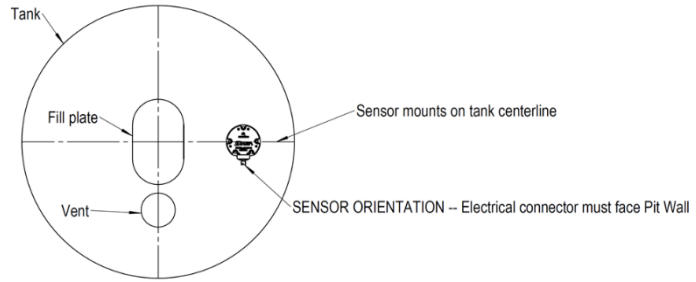 Tank
Fill plate
Sensor mounts on tank centerline
Vent
SENSOR ORIENTATION -- Electrical connector must face Pit Wall